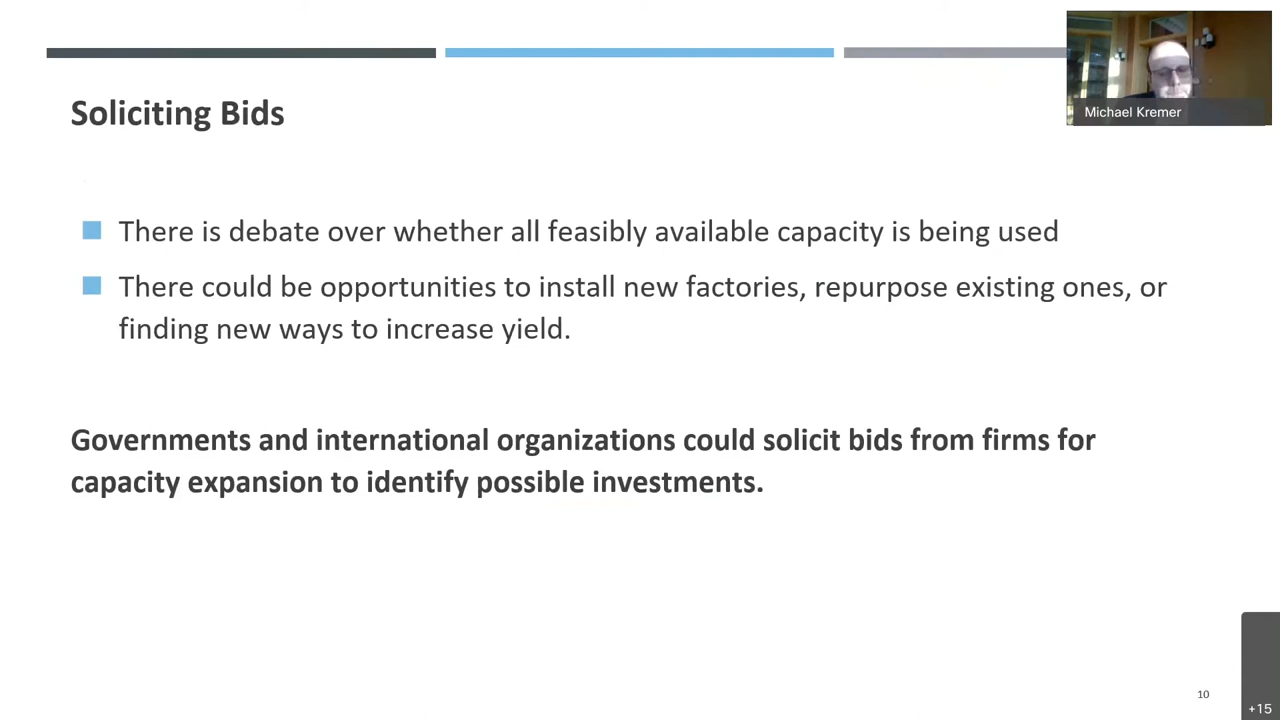 Michael Kremer
Soliciting Bids
There is debate over whether all feasibly available capacity is being used
There could be opportunities to install new factories, repurpose existing ones, or
finding new ways to increase yield.
Governments and international organizations could solicit bids from firms for
capacity expansion to identify possible investments.
10
+15